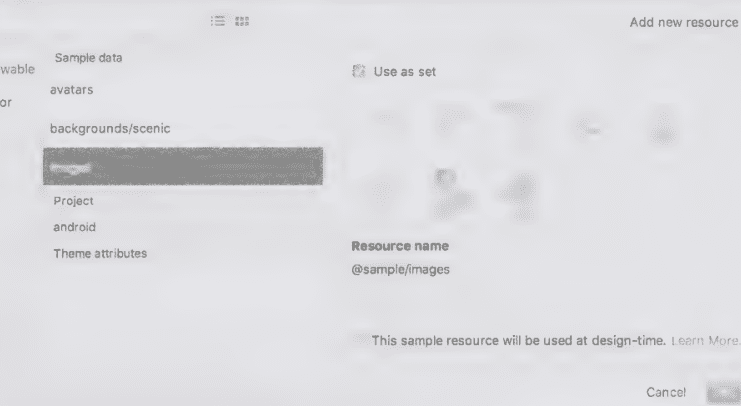 Add new resource
wable
or
Sample data
avatars
backgrounds/scenic
Project
android
Theme attributes
Use as set
Resource name
@sample/images
This sample resource will be used at design-time. Learn More.
Cancel